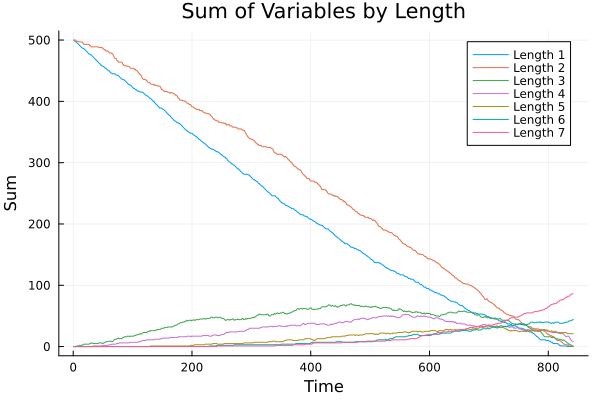 Sum of Variables by Length
500
400
300
200
100
0
Sum
Length 1
Length 2
Length 3
Length 4
Length 5
Length 6
Length 7
0 200 400 600 800
Time